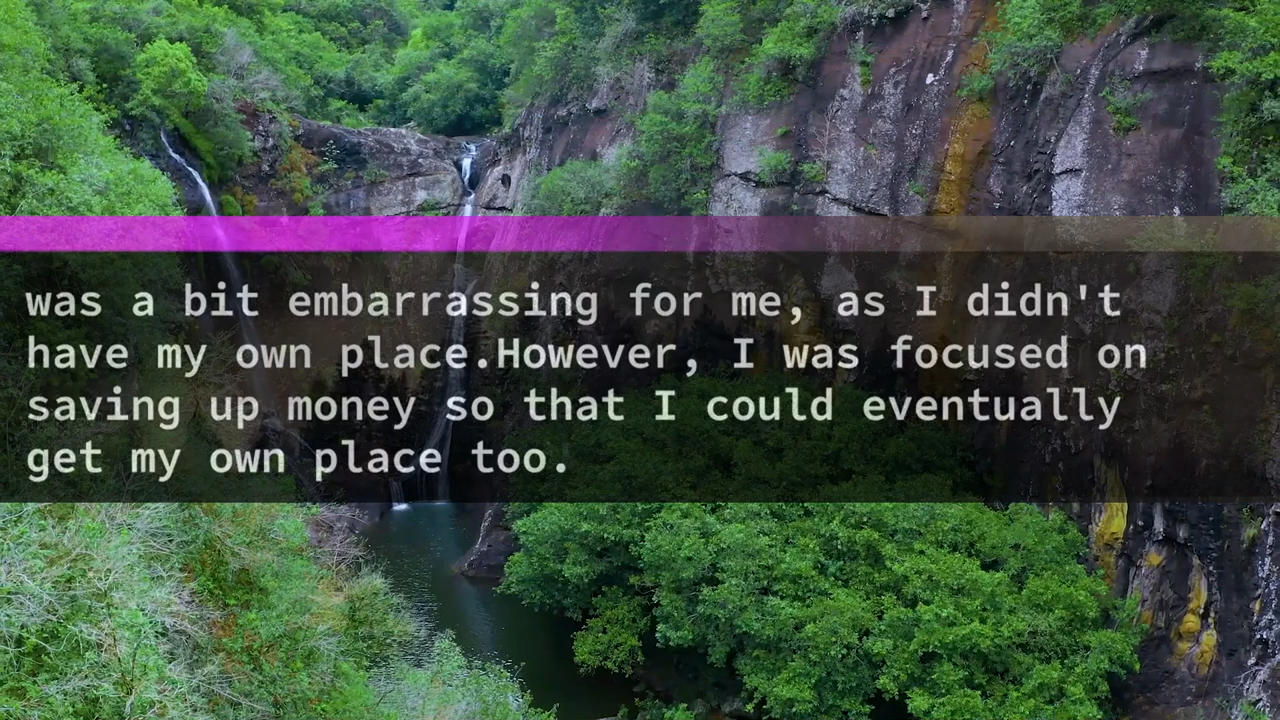 was a bit embarrassing for me, as I didn't
have my own place.However, I was focused on
saving up money so that I could eventually
get my own place too.